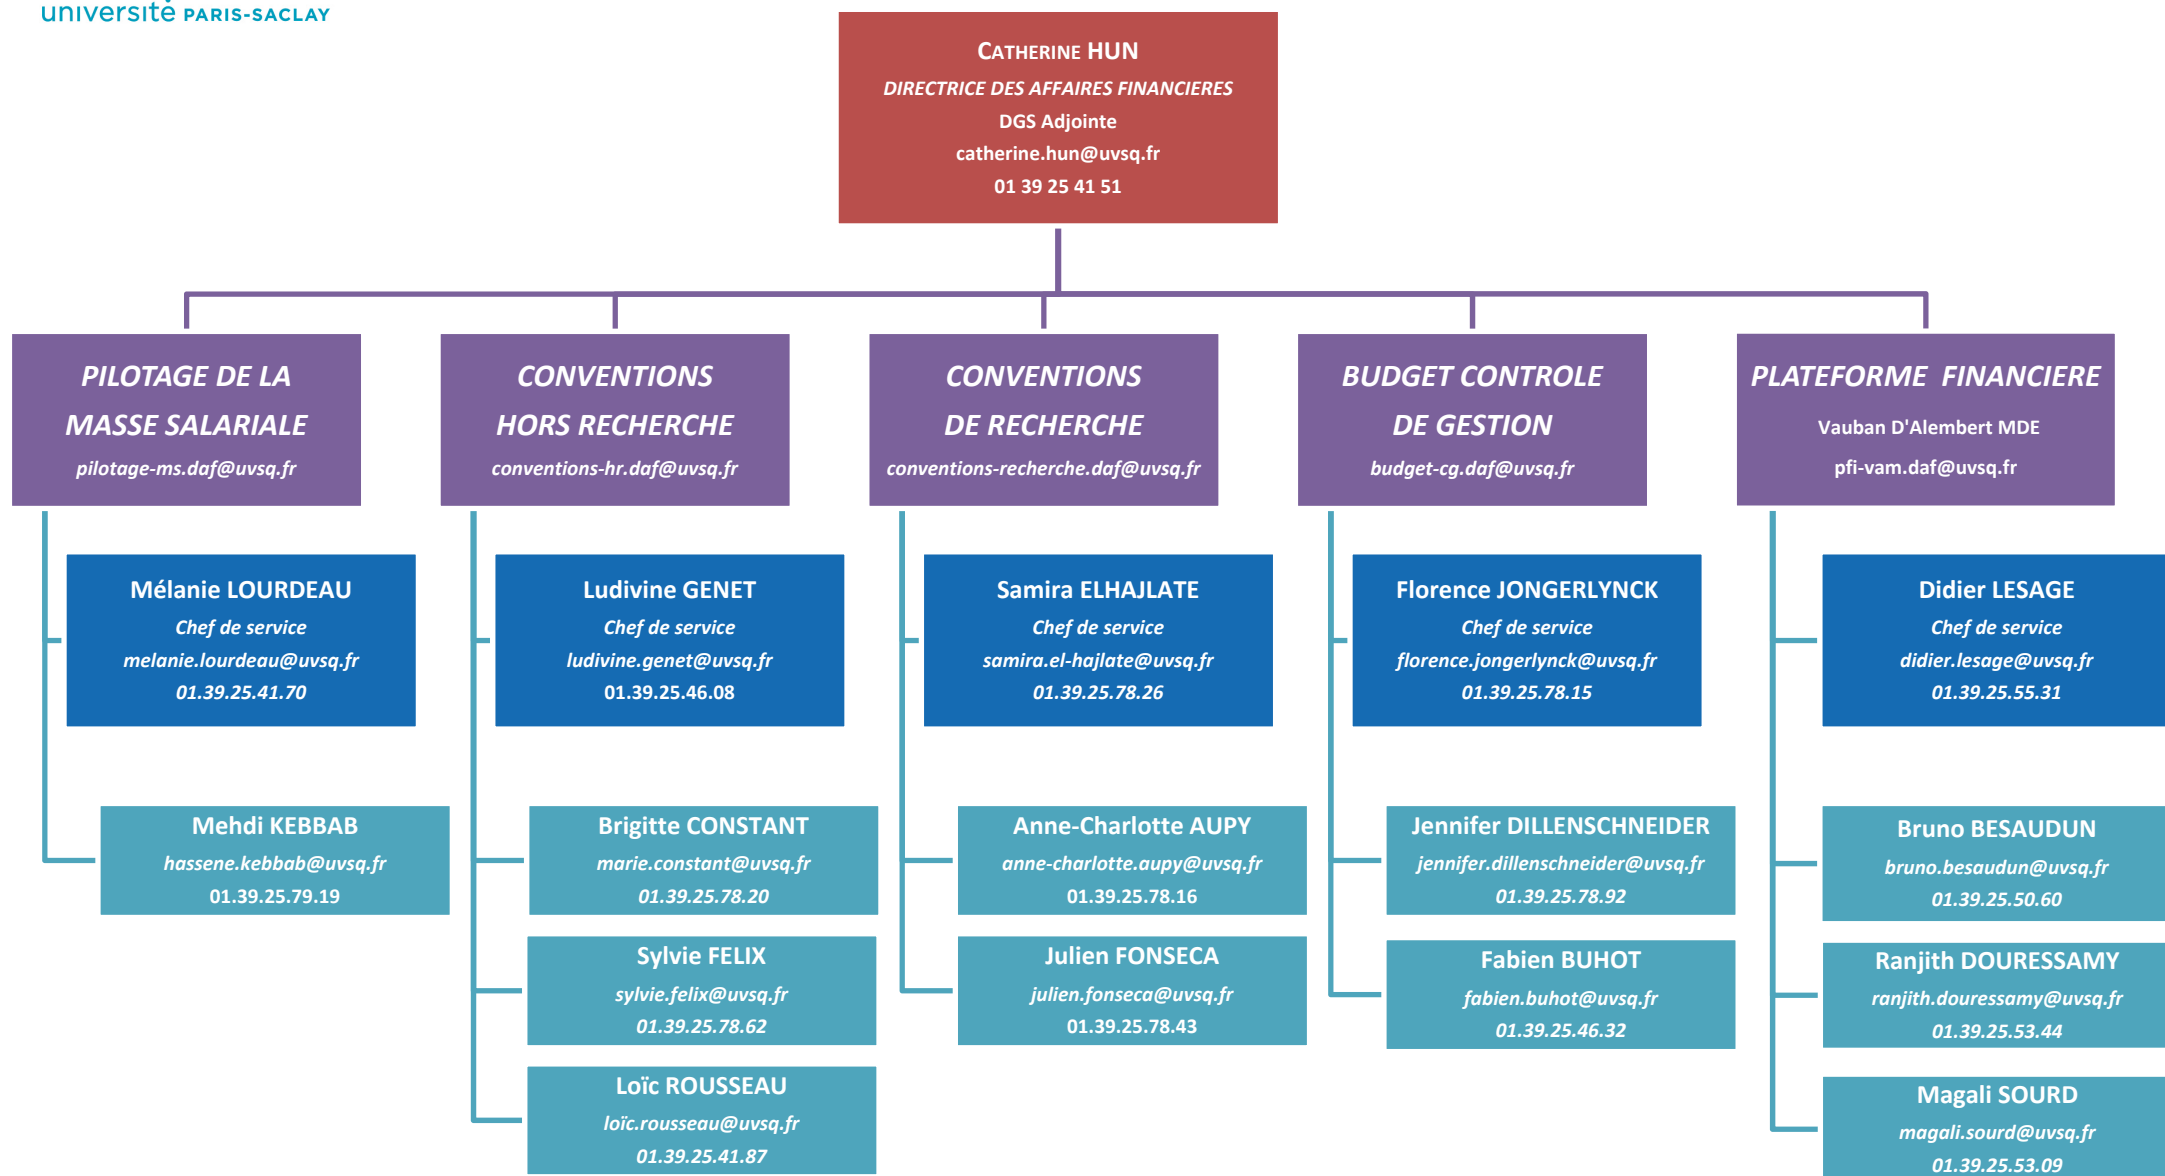 université PARIS-SACLAY
CATHERINE HUN
DIRECTRICE DES AFFAIRES FINANCIERES
DGS Adjointe
catherine.hun@uvsq.fr
01 39 25 41 51
PILOTAGE DE LA
MASSE SALARIALE
pilotage-ms.daf@uvsq.fr
Mélanie LOURDEAU
Chef de service
melanie.lourdeau@uvsq.fr
01.39.25.41.70
Mehdi KEBBAB
hassene.kebbab@uvsq.fr
01.39.25.79.19
CONVENTIONS
HORS RECHERCHE
conventions-hr.daf@uvsq.fr
Ludivine GENET
Chef de service
ludivine.genet@uvsq.fr
01.39.25.46.08
Brigitte CONSTANT
marie.constant@uvsq.fr
01.39.25.78.20
Sylvie FELIX
sylvie.felix@uvsq.fr
01.39.25.78.62
Loïc ROUSSEAU
loïc.rousseau@uvsq.fr
01.39.25.41.87
CONVENTIONS
DE RECHERCHE
conventions-recherche.daf@uvsq.fr
Samira ELHAJLATE
Chef de service
samira.el-hajlate@uvsq.fr
01.39.25.78.26
Anne-Charlotte AUPY
anne-charlotte.aupy@uvsq.fr
01.39.25.78.16
Julien FONSECA
julien.fonseca@uvsq.fr
01.39.25.78.43
BUDGET CONTROLE
DE GESTION
budget-cg.daf@uvsq.fr
Florence JONGERLYNCK
Chef de service
florence.jongerlynck@uvsq.fr
01.39.25.78.15
Jennifer DILLENSCHNEIDER
jennifer.dillenschneider@uvsq.fr
01.39.25.78.92
Fabien BUHOT
fabien.buhot@uvsq.fr
01.39.25.46.32
PLATEFORME FINANCIERE
Vauban D'Alembert MDE
pfi-vam.daf@uvsq.fr
Didier LESAGE
Chef de service
didier.lesage@uvsq.fr
01.39.25.55.31
Bruno BESAUDUN
bruno.besaudun@uvsq.fr
01.39.25.50.60
Ranjith DOURESSAMY
ranjith.douressamy@uvsq.fr
01.39.25.53.44
Magali SOURD
magali.sourd@uvsq.fr
01.39.25.53.09